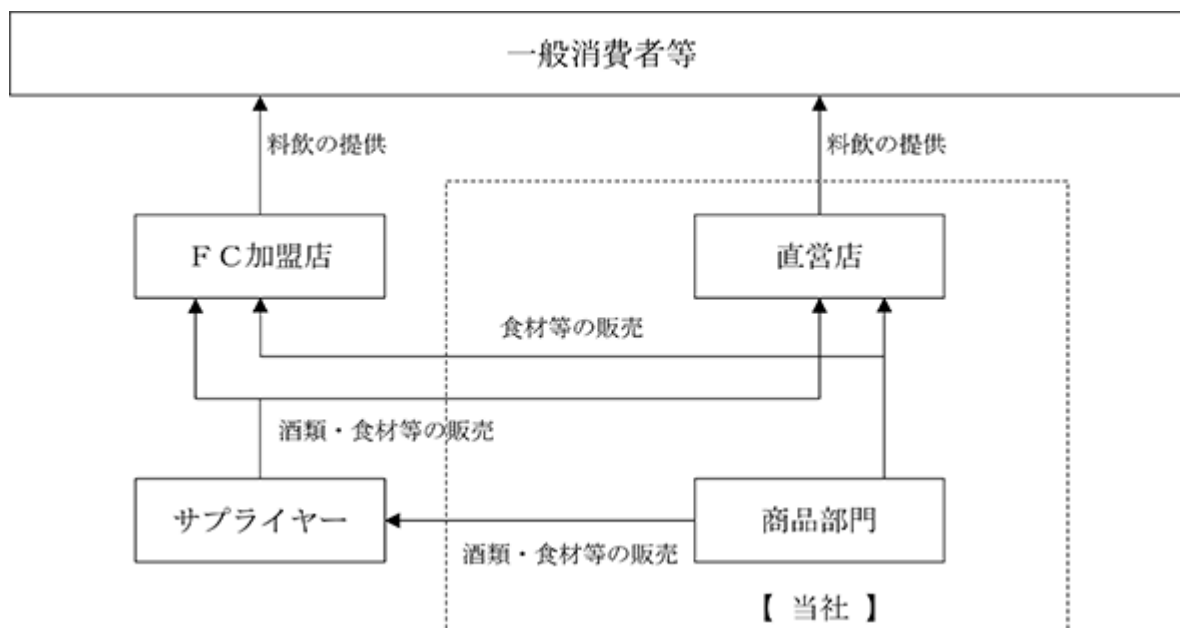 一般消費者等
料飲の提供
料飲の提供
ＦＣ加盟店
直営店
食材等の販売
酒類・食材等の販売
サプライヤー
商品部門
酒類・食材等の販売
【 当社 】